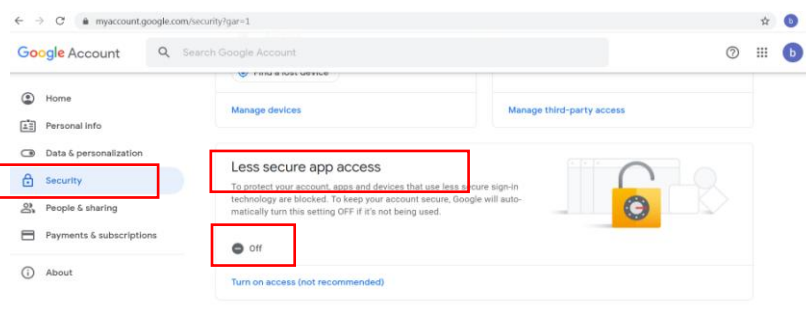 myaccount.google.com/security?gar=1
b
Google Account
Search Google Account
b
Find a lost device
Home
Manage devices
Manage third-party access
Personal info
Data & personalization
Less secure app access
Security
To protect your account, apps and devices that use less secure sign-in
technology are blocked. To keep your account secure, Google will auto-
matically turn this setting OFF if it's not being used.
People & sharing
Payments & subscriptions
Off
About
Turn on access (not recommended)